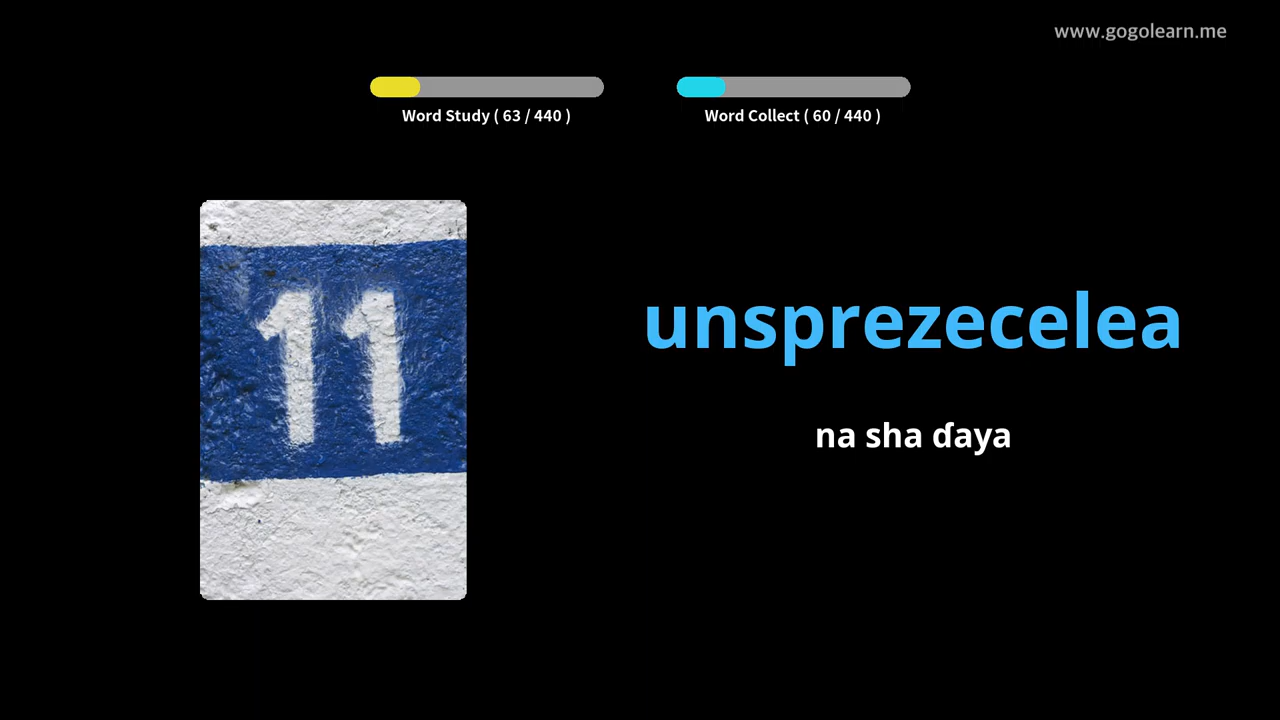 www.gogolearn.me
Word Study ( 63 / 440 )
Word Collect ( 60 / 440 )
11
unsprezecelea
na sha ɗaya